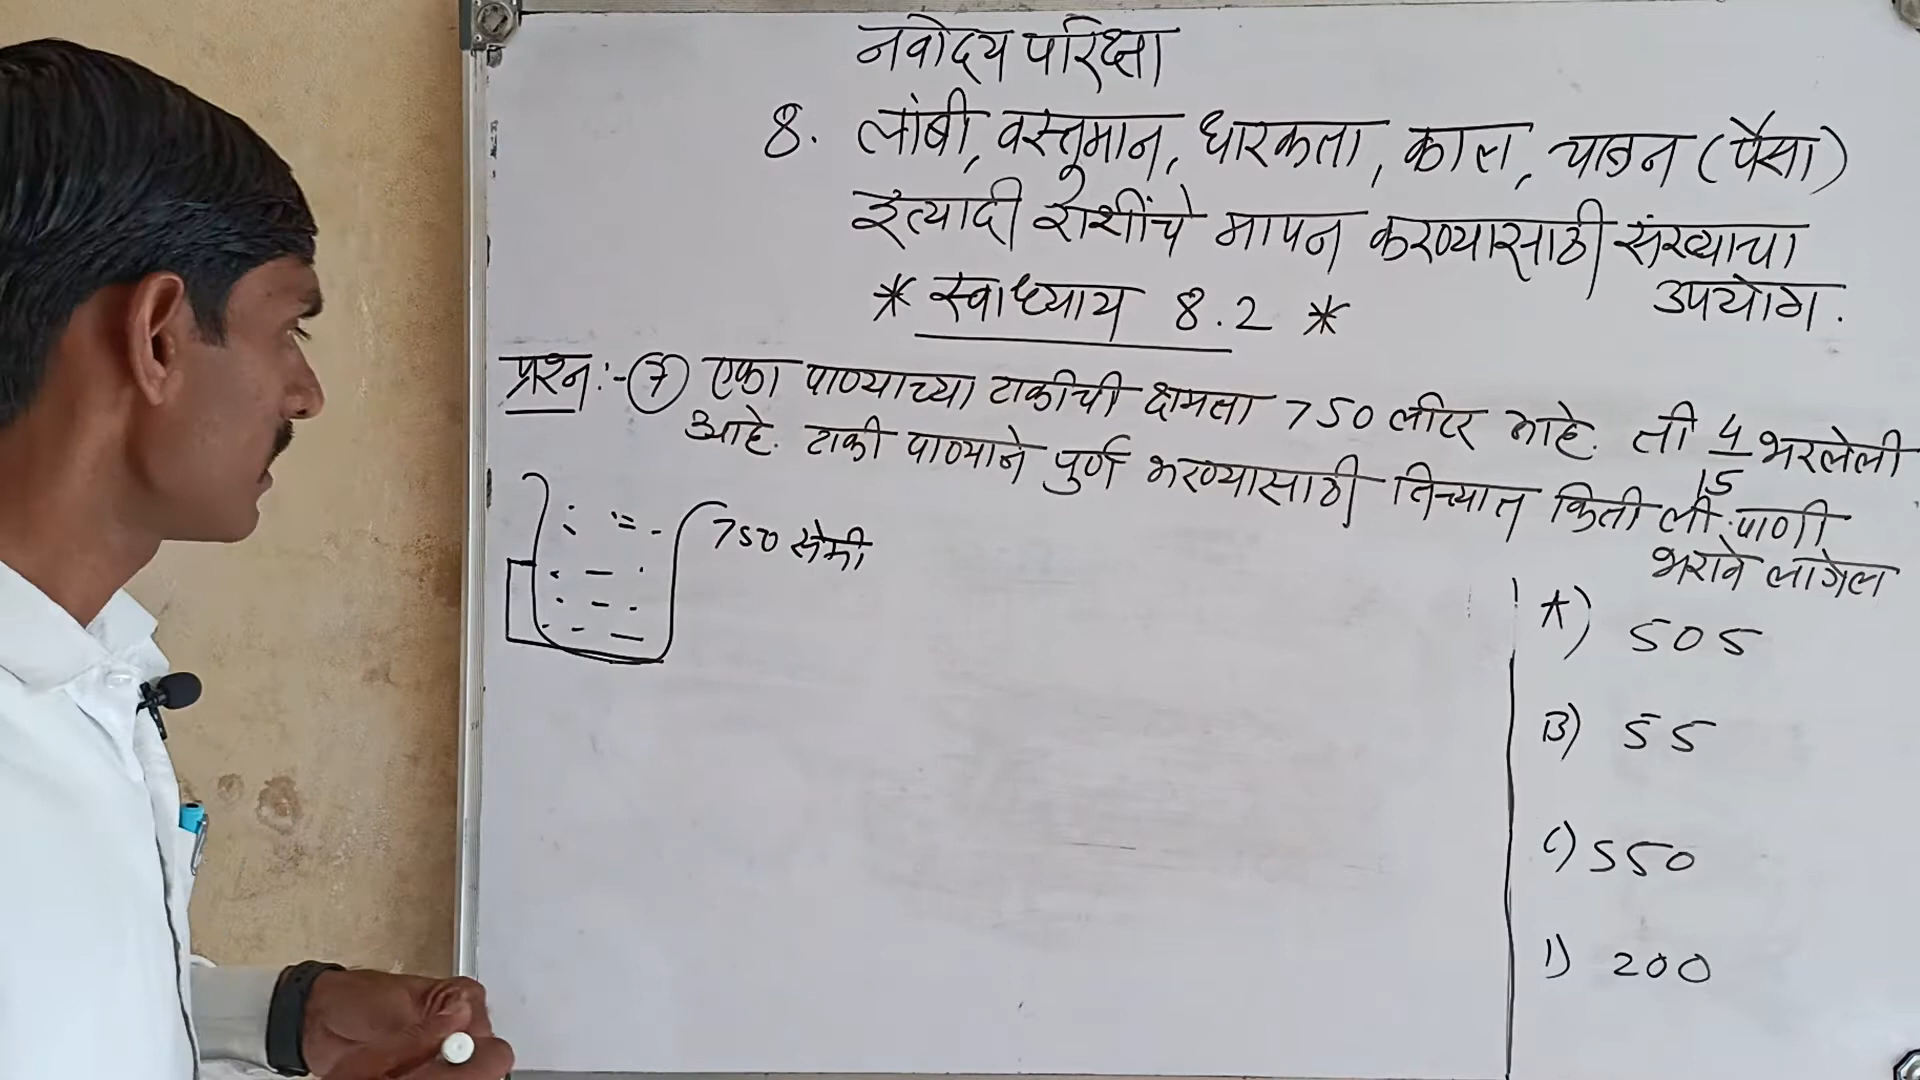 नवोदय परिक्षा
8. लांबी, वस्तूमान, धारकता, काल, चलन (पैसा)
इत्यादी राशींचे मापन करण्यासाठी संख्याचा
उपयोग.
* स्वाध्याय 8.2 *
प्रश्न:- 7 एका पाण्याच्या टाकीची क्षमता 750 लीटर आहे. ती 4/15 भरलेली
आहे. टाकी पाण्याने पुर्ण भरण्यासाठी तिच्यात किती ली. पाणी
भरावे लागेल
750 सेमी
A) 505
B) 55
C) 550
D) 200